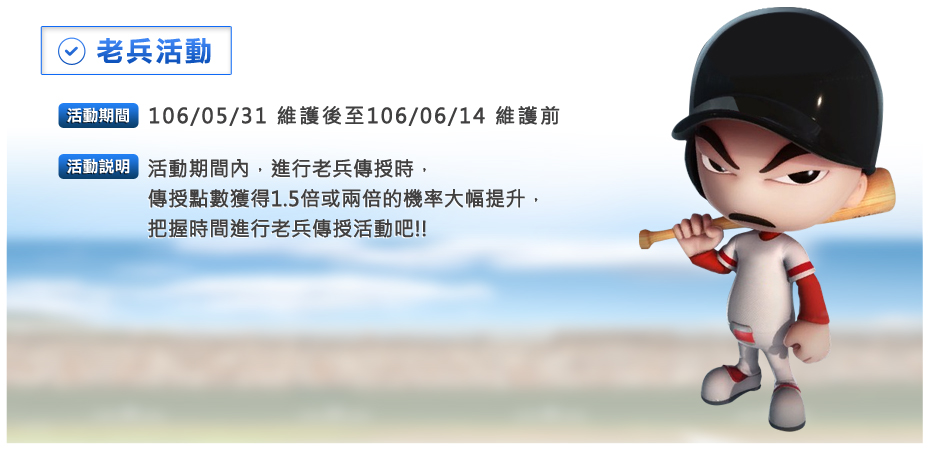 老兵活動
活動期間 106/05/31 維護後至106/06/14 維護前
活動説明 活動期間內，進行老兵傳授時，
傳授點數獲得1.5倍或兩倍的機率大幅提升，
把握時間進行老兵傳授活動吧!!